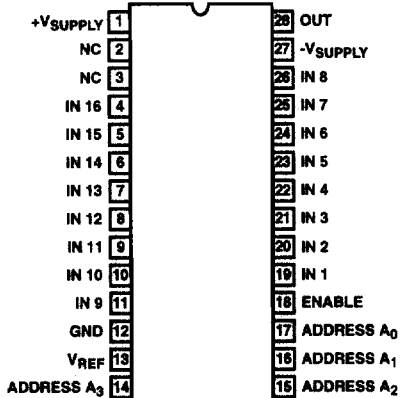 +VSUPPLY 1 28 OUT
NC 2 27 -VSUPPLY
NC 3 26 IN 8
IN 16 4 25 IN 7
IN 15 5 24 IN 6
IN 14 6 23 IN 5
IN 13 7 22 IN 4
IN 12 8 21 IN 3
IN 11 9 20 IN 2
IN 10 10 19 IN 1
IN 9 11 18 ENABLE
GND 12 17 ADDRESS A0
VREF 13 16 ADDRESS A1
ADDRESS A3 14 15 ADDRESS A2